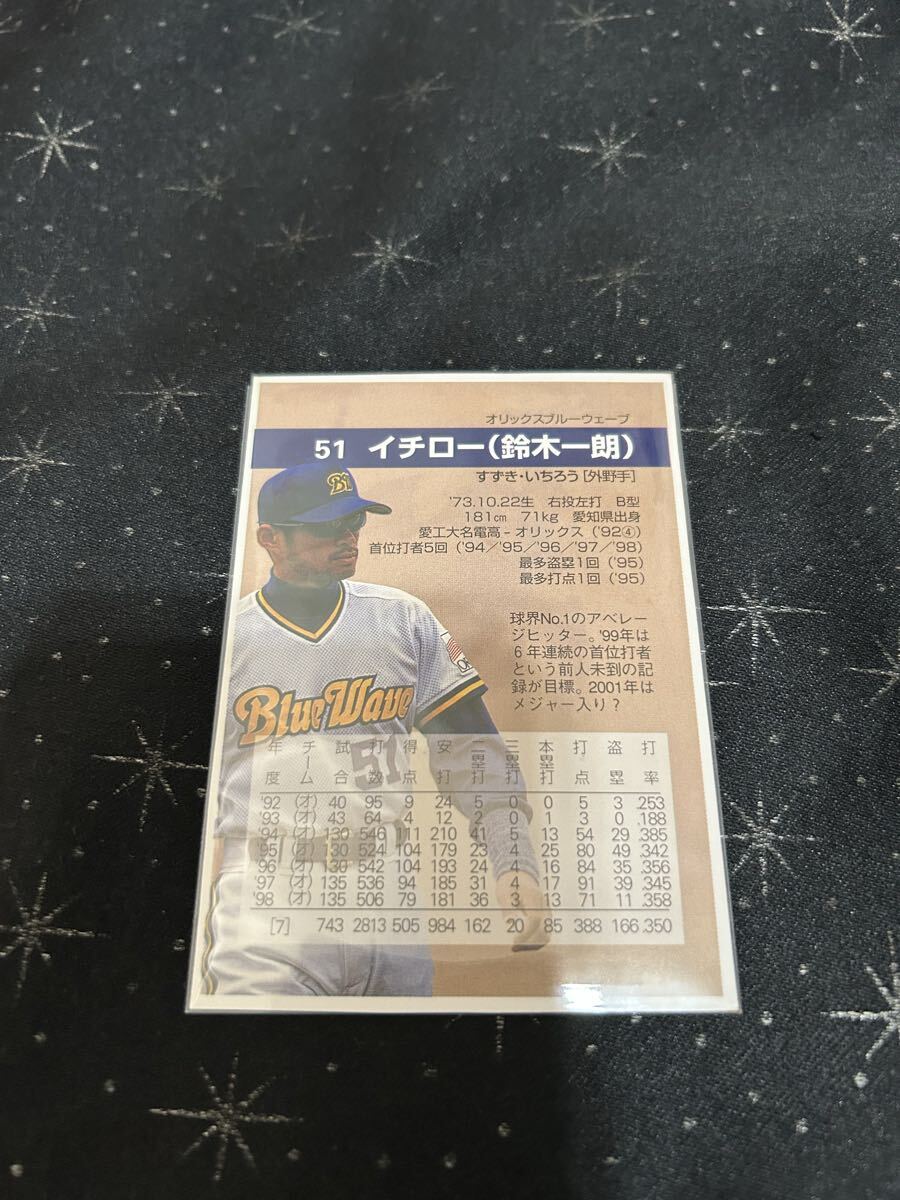 オリックスブルーウェーブ
51 イチロー(鈴木一朗)
すずき・いちろう[外野手]
'73.10.22生 右投左打 B型
181cm 71kg 愛知県出身
愛工大名電高-オリックス('92④)
首位打者5回('94/'95/'96/'97/'98)
最多盗塁1回('95)
最多打点1回('95)
球界No.1のアベレー
ジヒッター。'99年は
6年連続の首位打者
という前人未到の記
録が目標。2001年は
メジャー入り?
Bl
Blue Wave
51
年度 チーム 試合 打数 得点 安打 二塁打 三塁打 本塁打 打点 盗塁 打率
'92 (オ) 40 95 9 24 5 0 0 5 3 .253
'93 (オ) 43 64 4 12 2 0 1 3 0 .188
'94 (オ) 130 546 111 210 41 5 13 54 29 .385
'95 (オ) 130 524 104 179 23 4 25 80 49 .342
'96 (オ) 130 542 104 193 24 4 16 84 35 .356
'97 (オ) 135 536 94 185 31 4 17 91 39 .345
'98 (オ) 135 506 79 181 36 3 13 71 11 .358
[7] 743 2813 505 984 162 20 85 388 166 .350